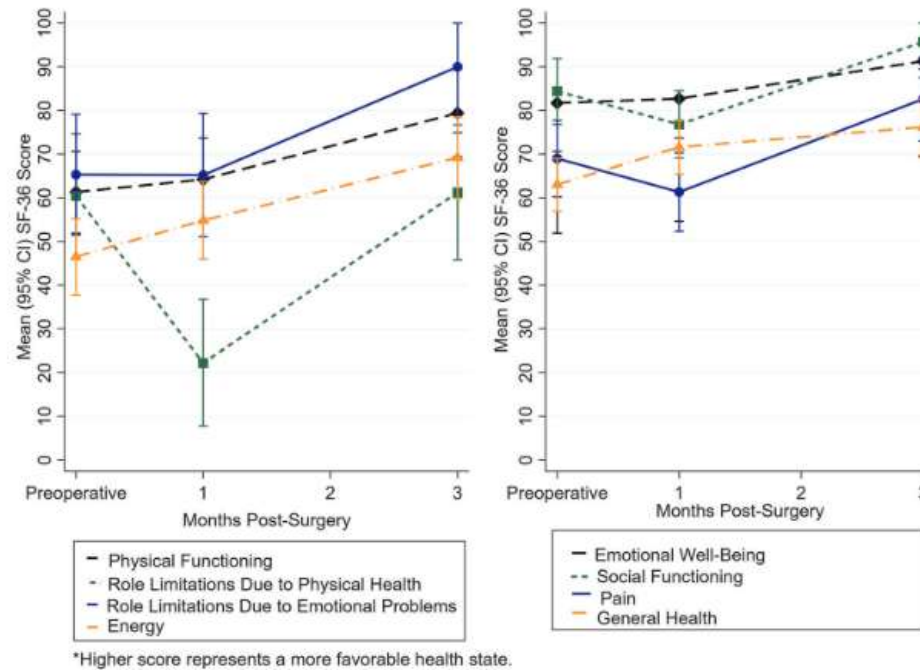 Mean (95% CI) SF-36 Score
100
90
80
70
60
50
40
30
20
10
0
Preoperative 1 2 3
Months Post-Surgery
Physical Functioning
Role Limitations Due to Physical Health
Role Limitations Due to Emotional Problems
Energy
Mean (95% CI) SF-36 Score
100
90
80
70
60
50
40
30
20
10
0
Preoperative 1 2 3
Months Post-Surgery
Emotional Well-Being
Social Functioning
Pain
General Health
*Higher score represents a more favorable health state.